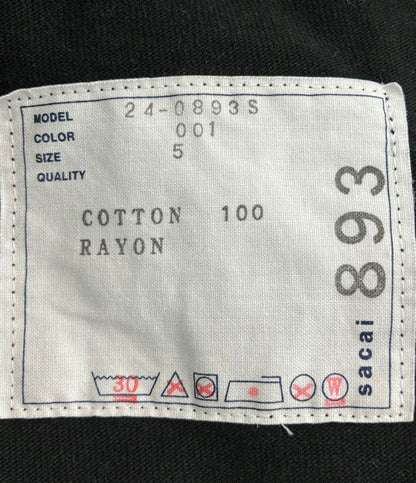 MODEL 24-0893S
COLOR 001
SIZE 5
QUALITY
COTTON 100
RAYON
893
sacai
30
W